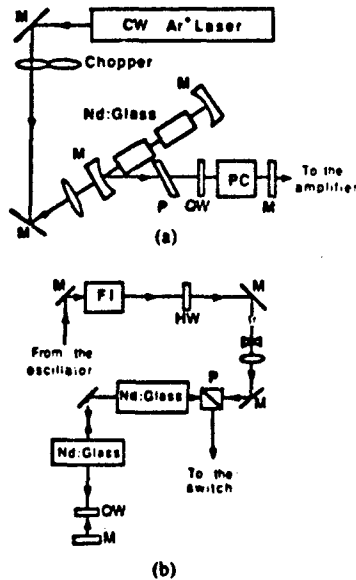 M
CW Ar+ Laser
Chopper
M
Nd:Glass
M
To the
amplifier
P
QW
PC
M
M
(a)
M
FI
M
HW
From the
oscillator
Nd:Glass
P
M
Nd:Glass
To the
switch
QW
M
(b)